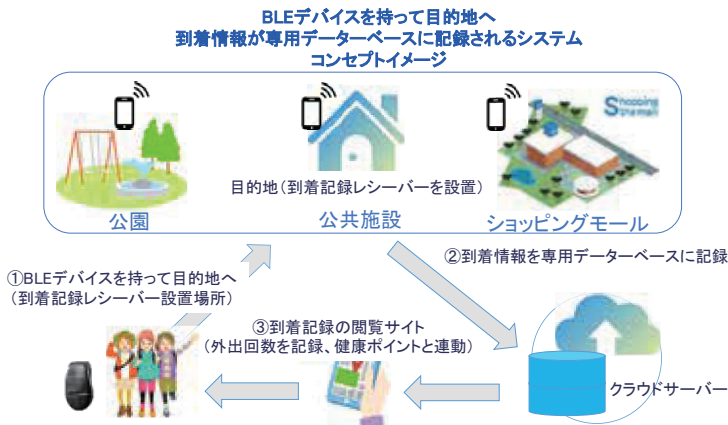 BLEデバイスを持って目的地へ
到着情報が専用データーベースに記録されるシステム
コンセプトイメージ
Shopping
the mall
目的地（到着記録レシーバーを設置）
公園
公共施設
ショッピングモール
②到着情報を専用データーベースに記録
①BLEデバイスを持って目的地へ
（到着記録レシーバー設置場所）
③到着記録の閲覧サイト
（外出回数を記録、健康ポイントと連動）
クラウドサーバー